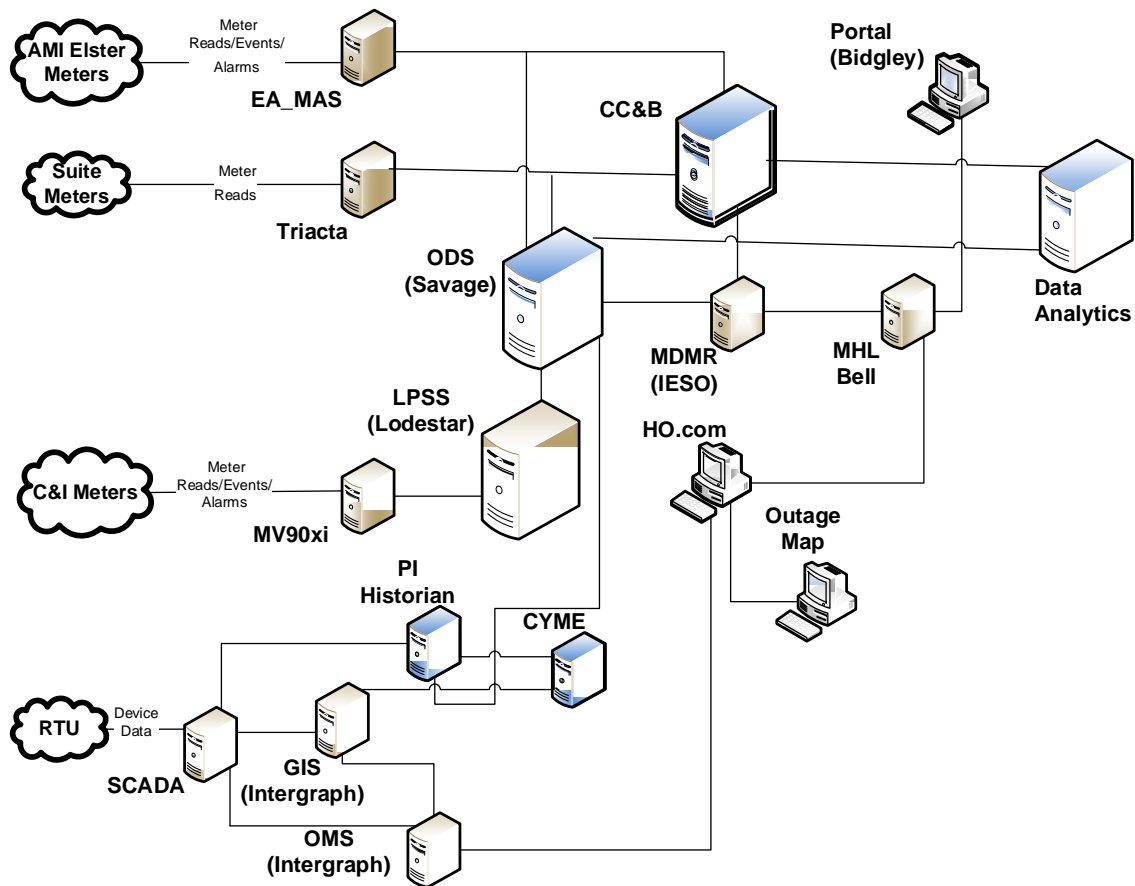 AMI Elster
Meters
Meter
Reads/Events/
Alarms
EA_MAS
CC&B
Portal
(Bidgley)
Suite
Meters
Meter
Reads
Triacta
ODS
(Savage)
Data
Analytics
MDMR
(IESO)
MHL
Bell
LPSS
(Lodestar)
HO.com
C&I Meters
Meter
Reads/Events/
Alarms
MV90xi
Outage
Map
PI
Historian
CYME
RTU
Device
Data
SCADA
GIS
(Intergraph)
OMS
(Intergraph)